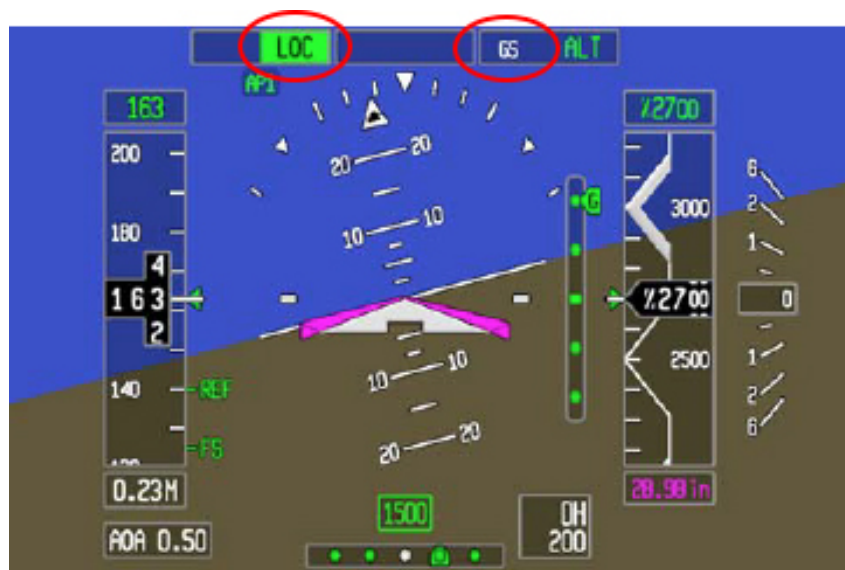 LOC GS ALT
AP1
163 %2700
200 20 20 6
10 10 G 3000 2
180 4 1
163 %2700 0
2
10 10 2500 1
140 REF 2
20 20 6
FS
0.23M 28.98in
1500 DH
AOA 0.50 200